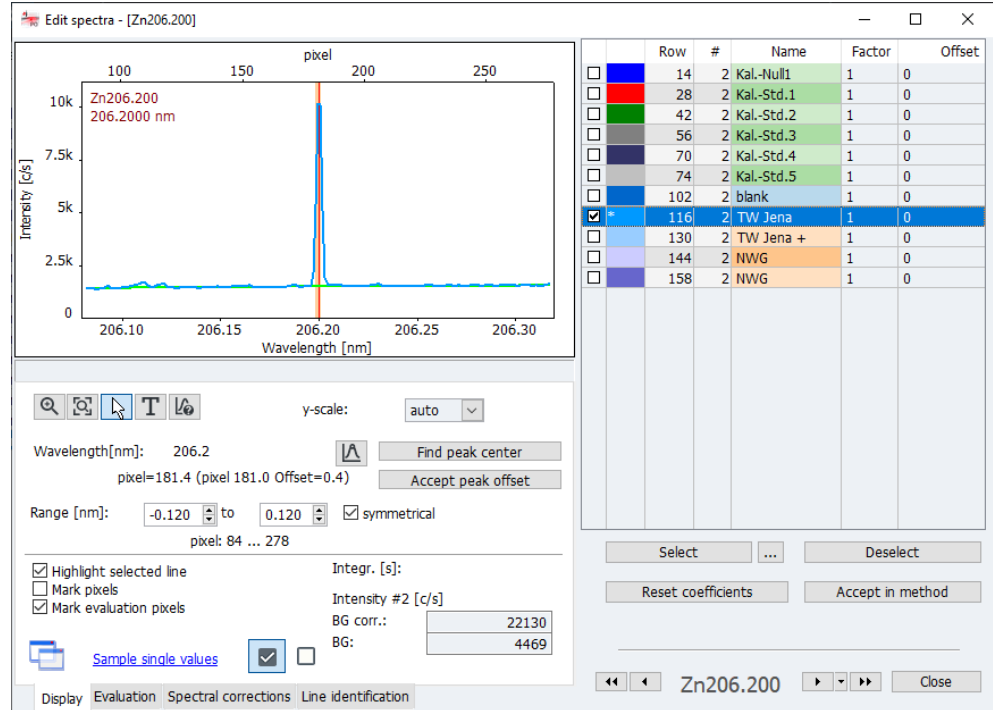 Edit spectra - [Zn206.200]
pixel
100 150 200 250
Zn206.200
206.2000 nm
10k
7.5k
5k
2.5k
0
Intensity [c/s]
206.10 206.15 206.20 206.25 206.30
Wavelength [nm]
Row # Name Factor Offset
14 2 Kal.-Null1 1 0
28 2 Kal.-Std.1 1 0
42 2 Kal.-Std.2 1 0
56 2 Kal.-Std.3 1 0
70 2 Kal.-Std.4 1 0
74 2 Kal.-Std.5 1 0
102 2 blank 1 0
* 116 2 TW Jena 1 0
130 2 TW Jena + 1 0
144 2 NWG 1 0
158 2 NWG 1 0
T
y-scale: auto
Wavelength[nm]: 206.2
Find peak center
pixel=181.4 (pixel 181.0 Offset=0.4)
Accept peak offset
Range [nm]: -0.120 to 0.120 symmetrical
pixel: 84 ... 278
Highlight selected line
Mark pixels
Mark evaluation pixels
Integr. [s]:
Intensity #2 [c/s]
BG corr.: 22130
BG: 4469
Sample single values
Display Evaluation Spectral corrections Line identification
Select ... Deselect
Reset coefficients Accept in method
Zn206.200
Close